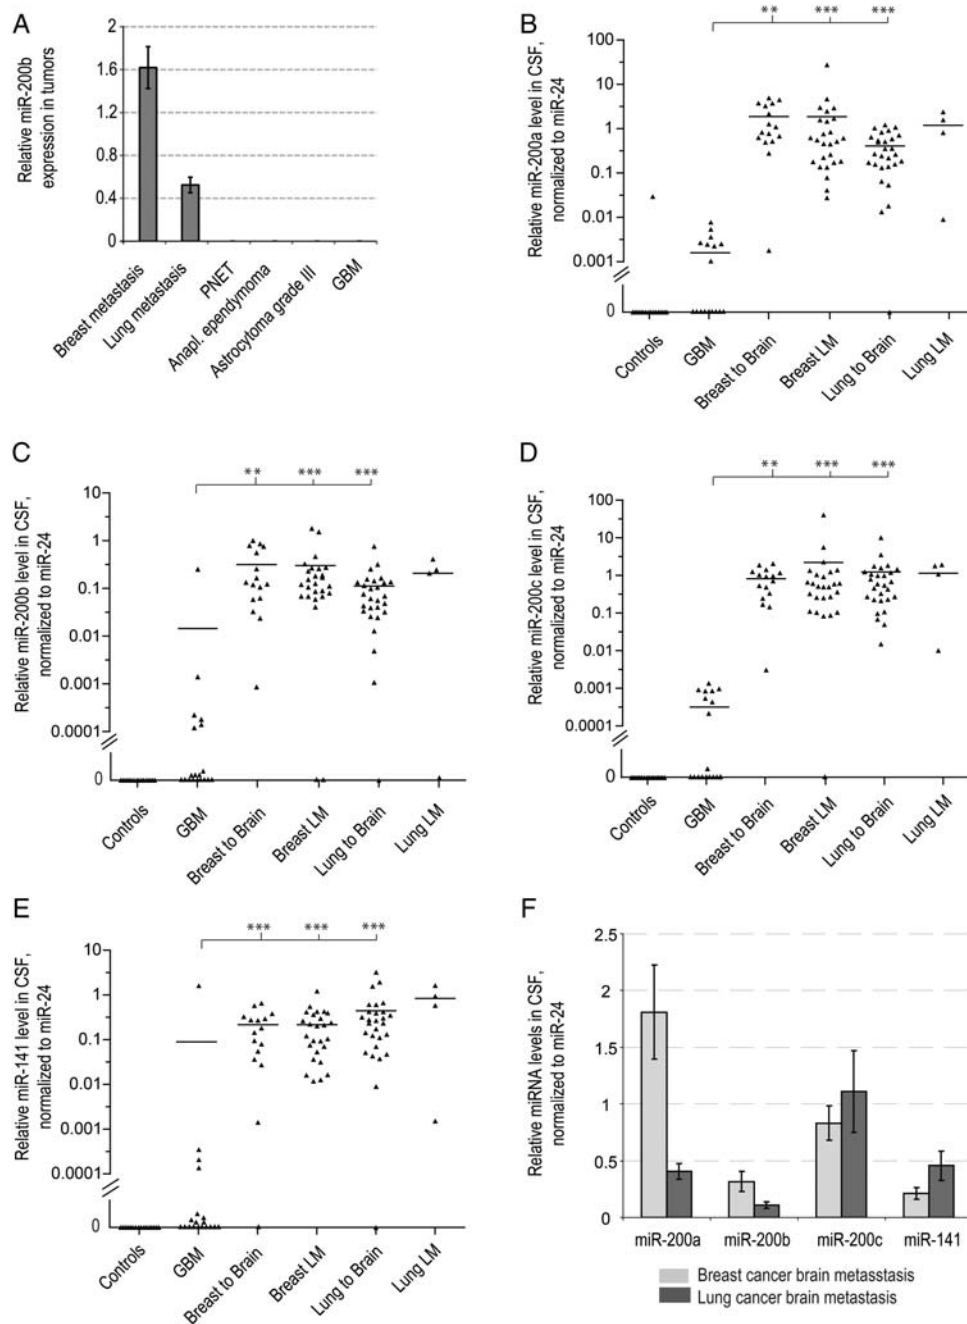 A
Relative miR-200b
expression in tumors
2
1.6
1.2
0.8
0.4
0
Breast metastasis
Lung metastasis
PNET
Anapl. ependymoma
Astrocytoma grade III
GBM
B
Relative miR-200a level in CSF,
normalized to miR-24
** *** ***
100
10
1
0.1
0.01
0.001
0
Controls
GBM
Breast to Brain
Breast LM
Lung to Brain
Lung LM
C
Relative miR-200b level in CSF,
normalized to miR-24
** *** ***
10
1
0.1
0.01
0.001
0.0001
0
Controls
GBM
Breast to Brain
Breast LM
Lung to Brain
Lung LM
D
Relative miR-200c level in CSF,
normalized to miR-24
** *** ***
100
10
1
0.1
0.01
0.001
0.0001
0
Controls
GBM
Breast to Brain
Breast LM
Lung to Brain
Lung LM
E
Relative miR-141 level in CSF,
normalized to miR-24
*** *** ***
10
1
0.1
0.01
0.001
0.0001
0
Controls
GBM
Breast to Brain
Breast LM
Lung to Brain
Lung LM
F
Relative miRNA levels in CSF,
normalized to miR-24
2.5
2
1.5
1
0.5
0
miR-200a miR-200b miR-200c miR-141
Breast cancer brain metasstasis
Lung cancer brain metastasis